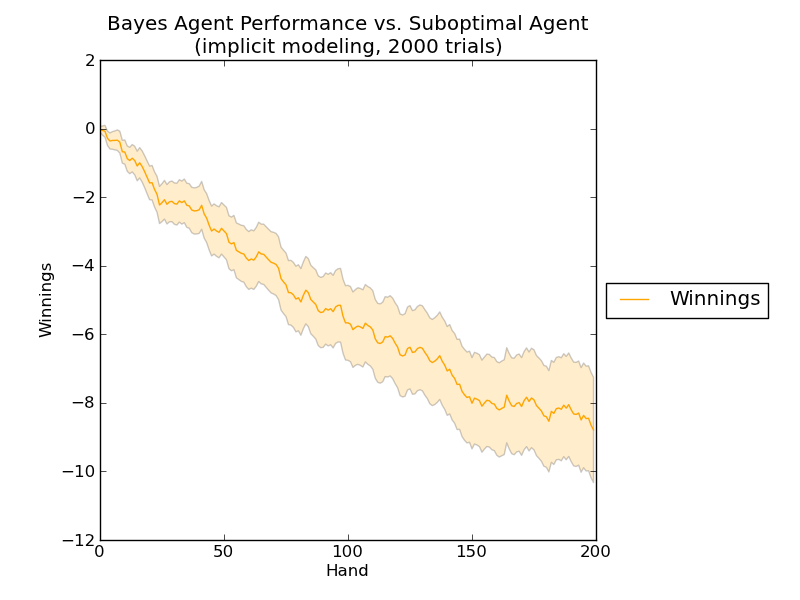 Bayes Agent Performance vs. Suboptimal Agent
(implicit modeling, 2000 trials)
2
0
−2
−4
−6
−8
−10
−12
Winnings
0 50 100 150 200
Hand
Winnings